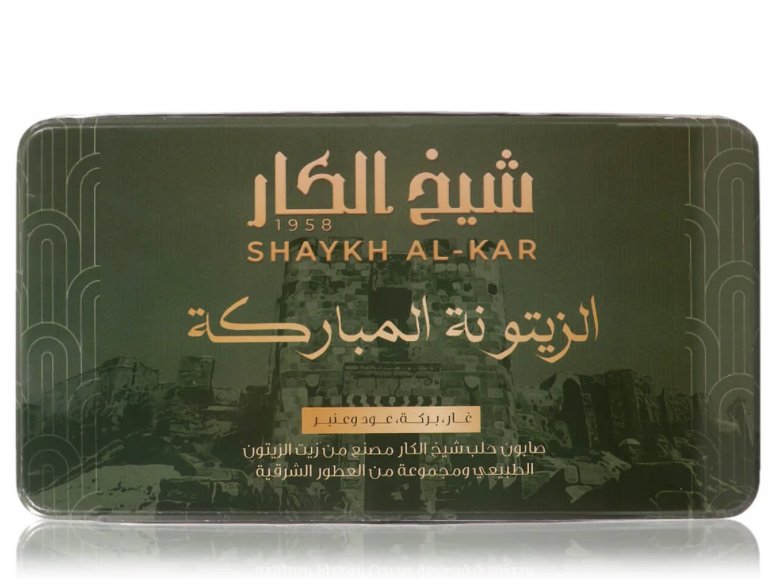 شيخ الكار
1958
SHAYKH AL-KAR
الزيتونة المباركة
غار، بركة، عود وعنبر
صابون حلب شيخ الكار مصنع من زيت الزيتون
الطبيعي ومجموعة من العطور الشرقية